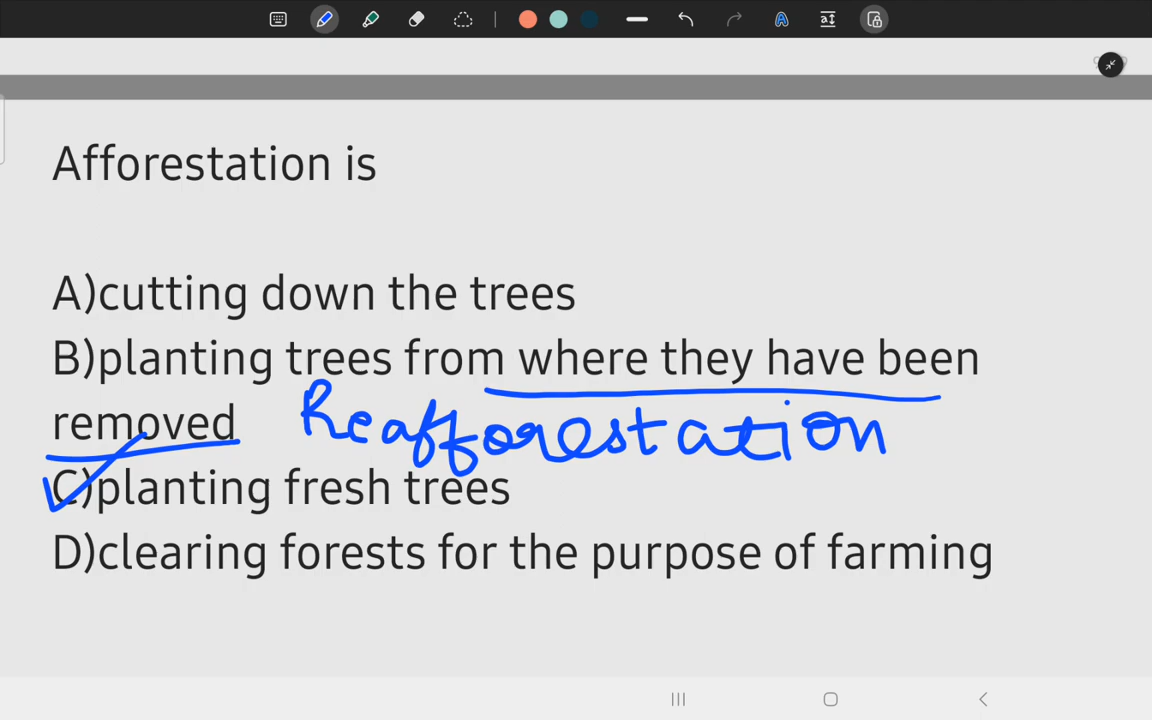 Afforestation is
A)cutting down the trees
B)planting trees from where they have been
removed Reafforestation
C)planting fresh trees
D)clearing forests for the purpose of farming